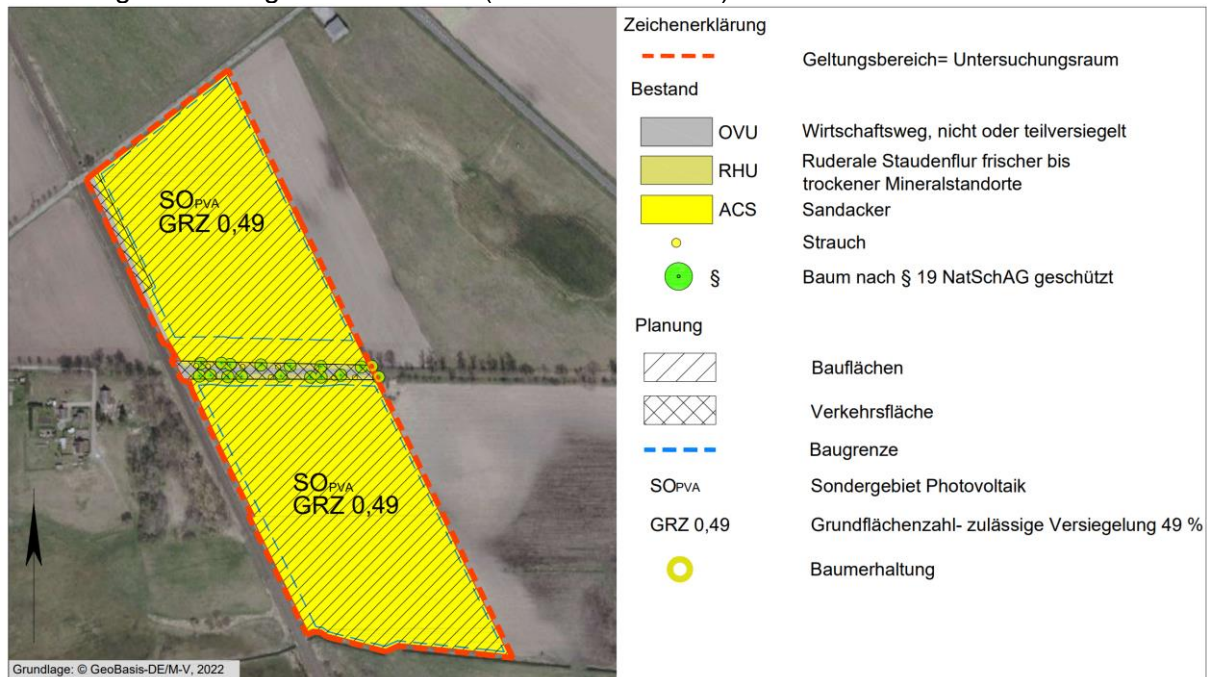 Zeichenerklärung
Geltungsbereich= Untersuchungsraum
Bestand
OVU Wirtschaftsweg, nicht oder teilversiegelt
RHU Ruderale Staudenflur frischer bis
trockener Mineralstandorte
ACS Sandacker
Strauch
§ Baum nach § 19 NatSchAG geschützt
Planung
Bauflächen
Verkehrsfläche
Baugrenze
SOPVA Sondergebiet Photovoltaik
GRZ 0,49 Grundflächenzahl- zulässige Versiegelung 49 %
Baumerhaltung
SOPVA
GRZ 0,49
SOPVA
GRZ 0,49
Grundlage: © GeoBasis-DE/M-V, 2022